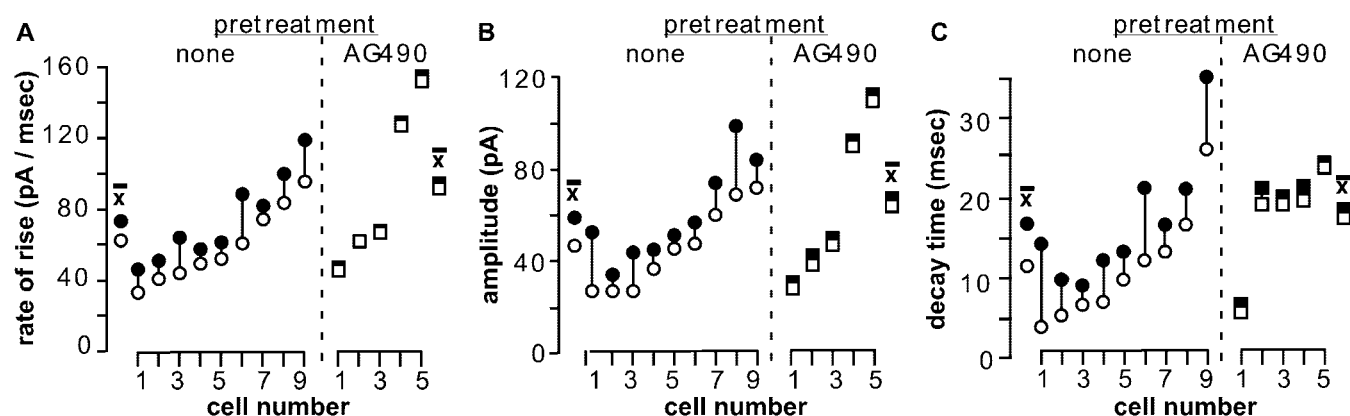 A
pretreatment
none
AG490
rate of rise (pA / msec)
160
120
80
40
0
x̄
x̄
1 3 5 7 9 1 3 5
cell number
B
pretreatment
none
AG490
amplitude (pA)
120
80
40
0
x̄
x̄
1 3 5 7 9 1 3 5
cell number
C
pretreatment
none
AG490
decay time (msec)
30
20
10
0
x̄
x̄
1 3 5 7 9 1 3 5
cell number